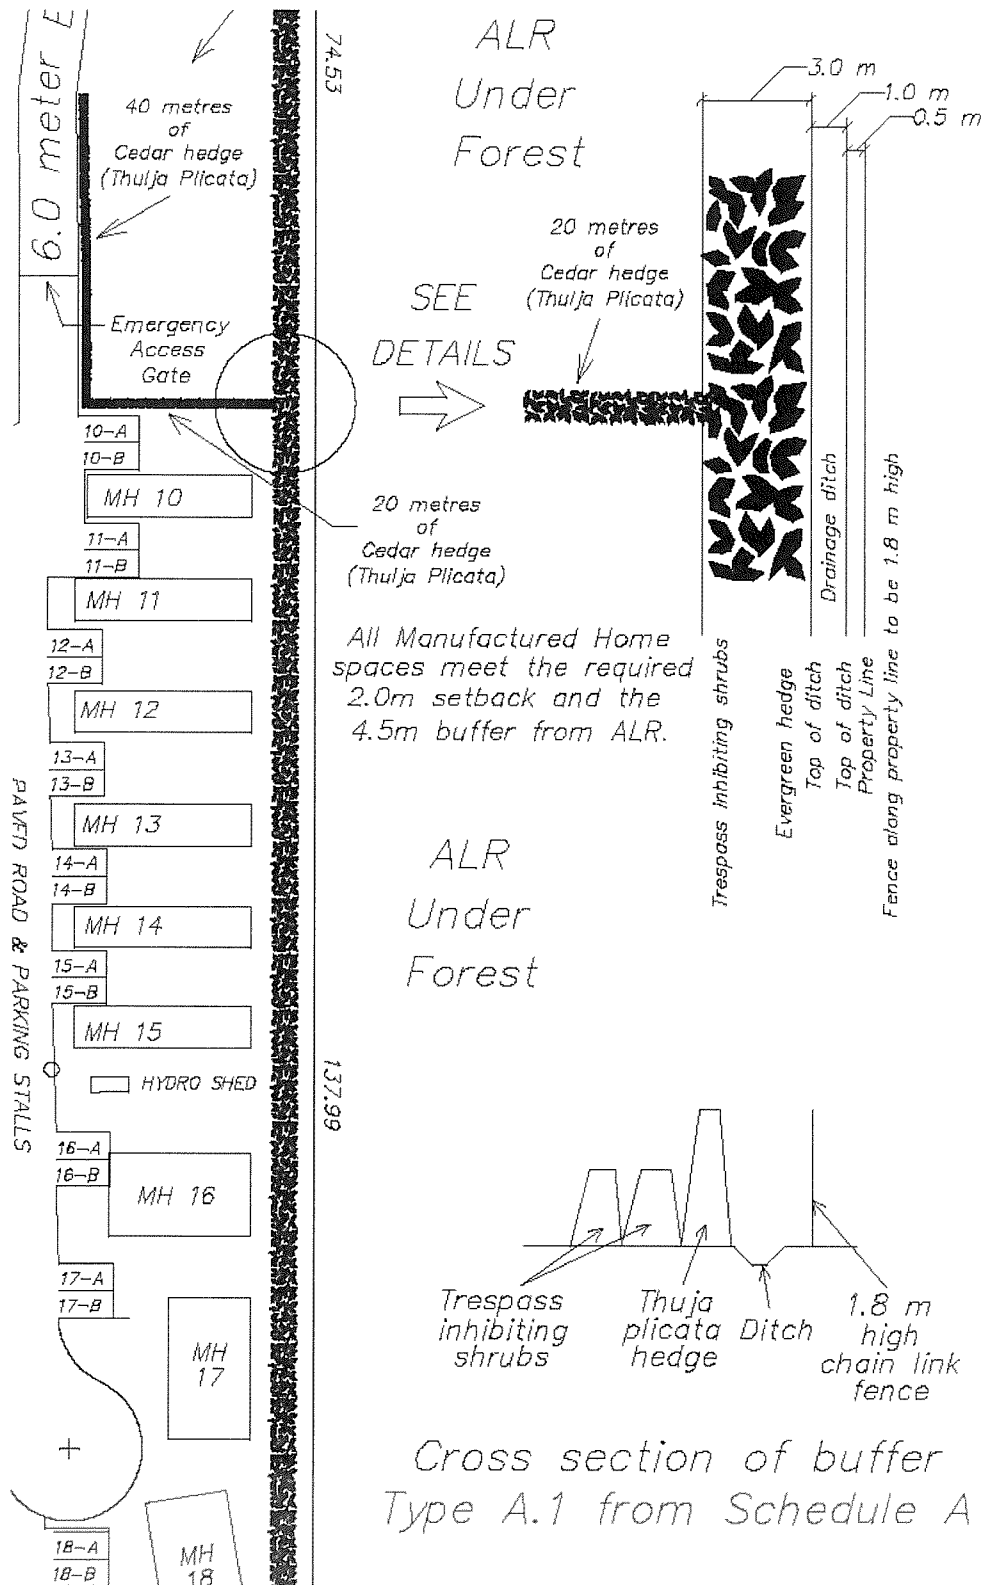 6.0 meter E
74.53
40 metres
of
Cedar hedge
(Thulja Plicata)
ALR
Under
Forest
3.0 m
1.0 m
0.5 m
20 metres
of
Cedar hedge
(Thulja Plicata)
SEE
DETAILS
Emergency
Access
Gate
10-A
10-B
MH 10
11-A
11-B
MH 11
12-A
12-B
MH 12
13-A
13-B
MH 13
14-A
14-B
MH 14
15-A
15-B
MH 15
HYDRO SHED
16-A
16-B
MH 16
17-A
17-B
MH
17
18-A
18-B
MH
18
PAVED ROAD & PARKING STALLS
20 metres
of
Cedar hedge
(Thulja Plicata)
All Manufactured Home
spaces meet the required
2.0m setback and the
4.5m buffer from ALR.
Trespass inhibiting shrubs
Evergreen hedge
Top of ditch
Drainage ditch
Top of ditch
Property Line
Fence along property line to be 1.8 m high
ALR
Under
Forest
137.99
Trespass
inhibiting
shrubs
Thuja
plicata
hedge
Ditch
1.8 m
high
chain link
fence
Cross section of buffer
Type A.1 from Schedule A